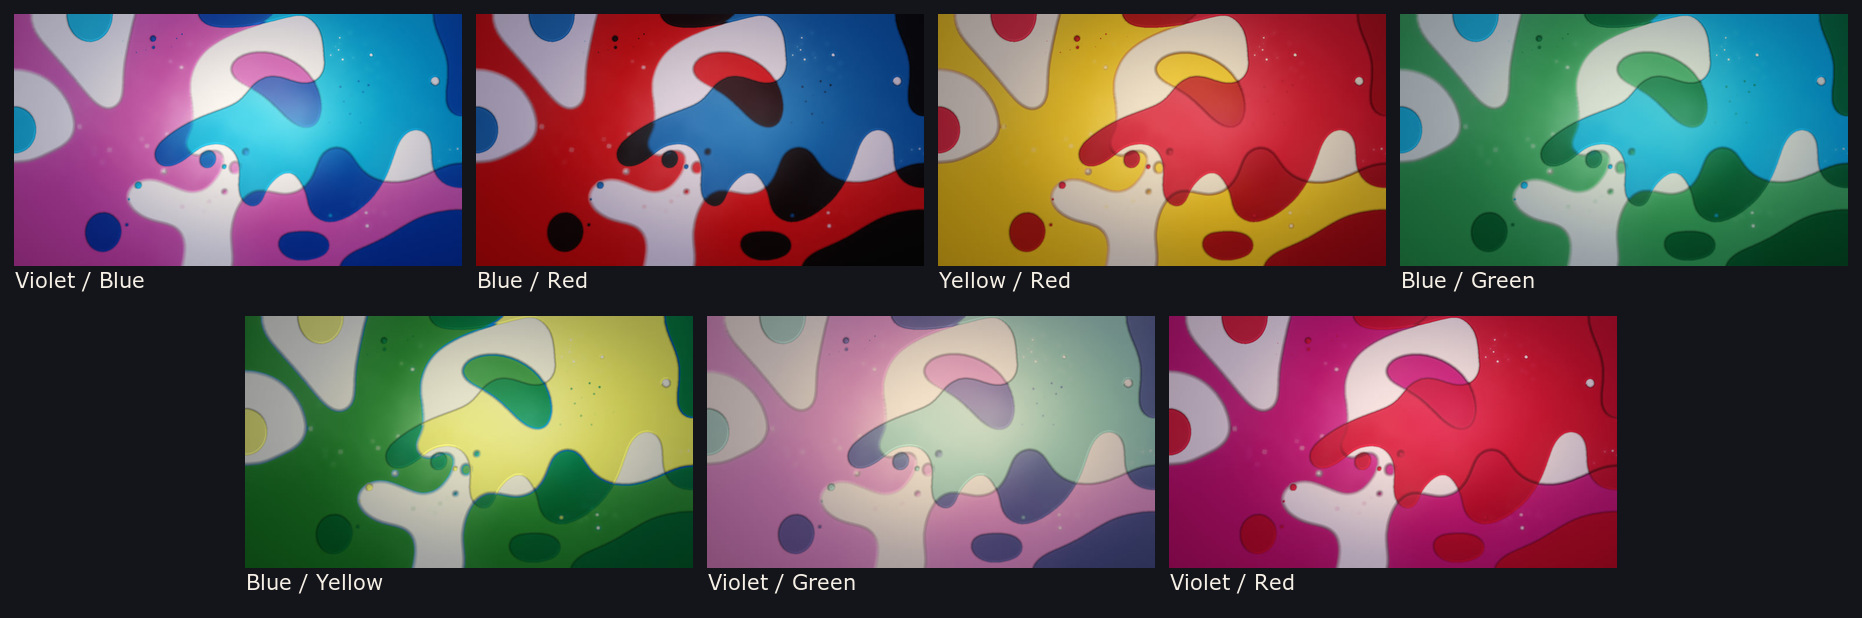 Violet / Blue
Blue / Red
Yellow / Red
Blue / Green
Blue / Yellow
Violet / Green
Violet / Red